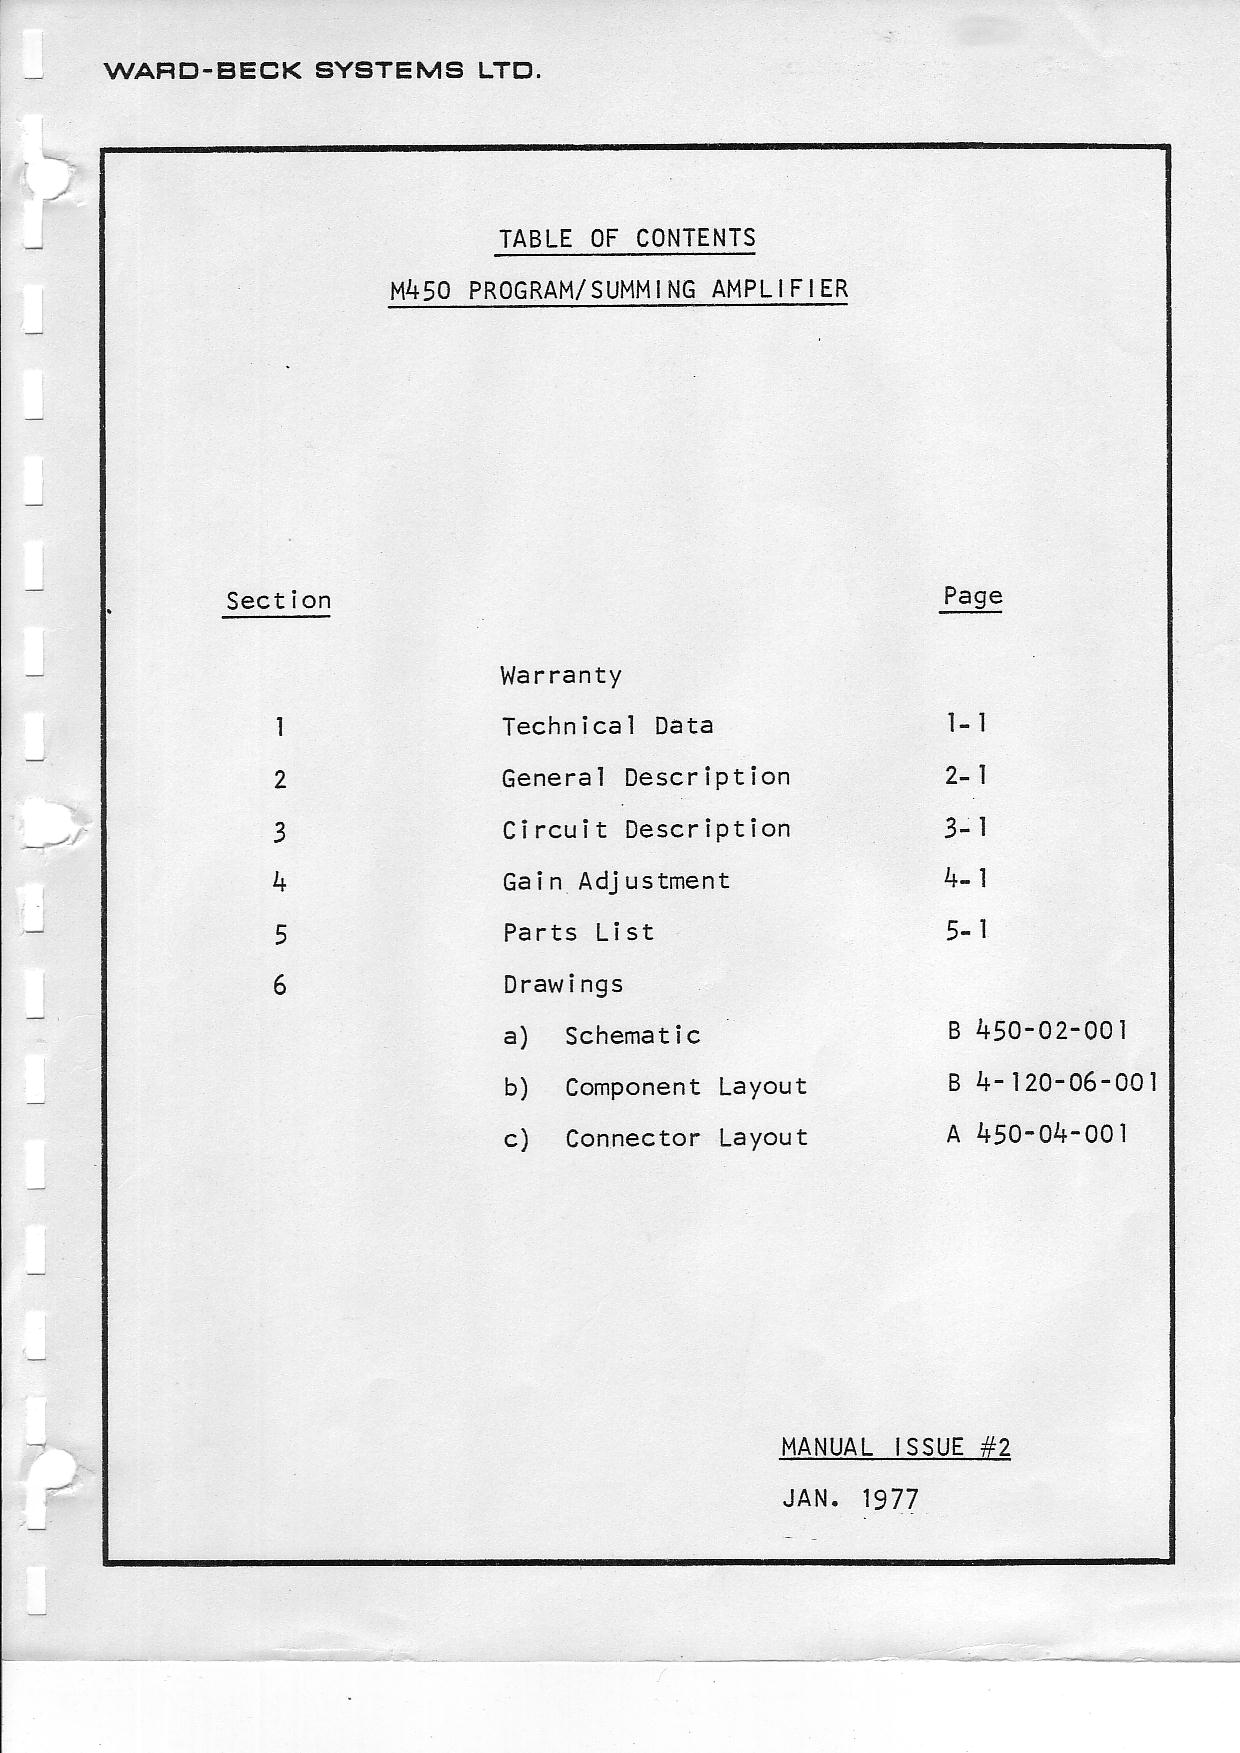 WARD-BECK SYSTEMS LTD.
TABLE OF CONTENTS
M450 PROGRAM/SUMMING AMPLIFIER
Section Page
Warranty
1 Technical Data 1-1
2 General Description 2-1
3 Circuit Description 3-1
4 Gain Adjustment 4-1
5 Parts List 5-1
6 Drawings
a) Schematic B 450-02-001
b) Component Layout B 4-120-06-001
c) Connector Layout A 450-04-001
MANUAL ISSUE #2
JAN. 1977